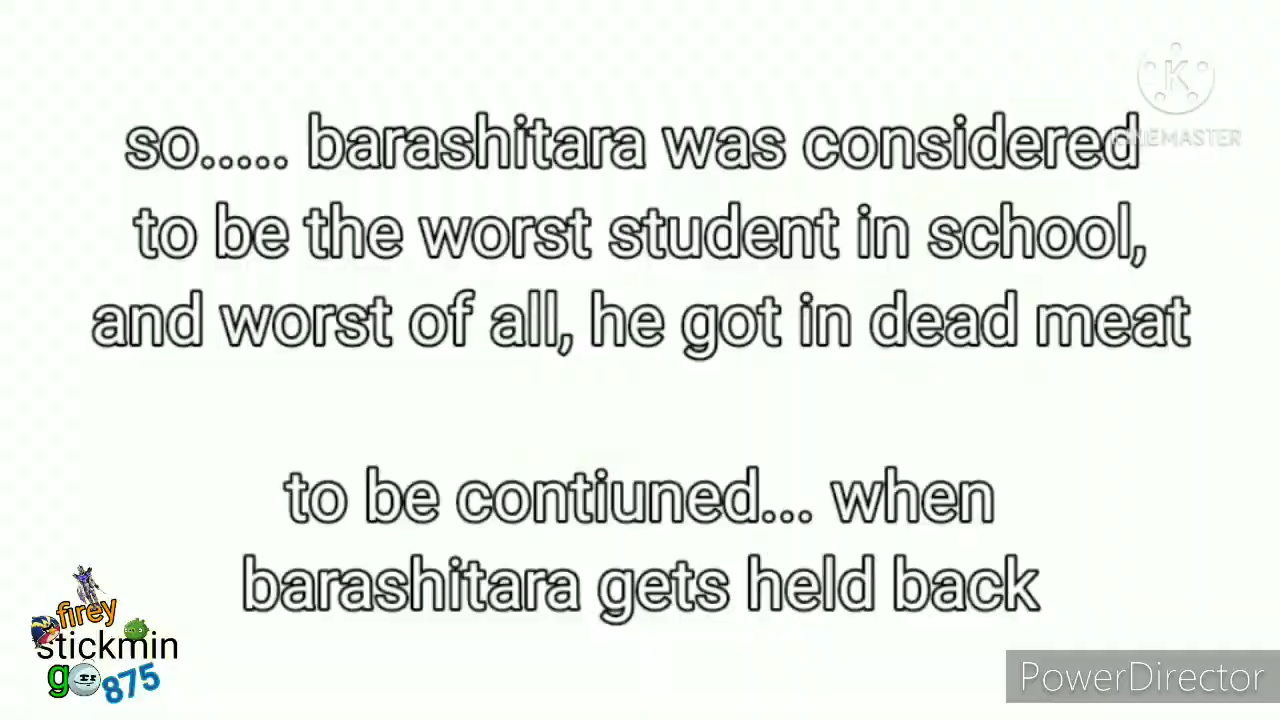 so..... barashitara was considered
to be the worst student in school,
and worst of all, he got in dead meat
to be contiuned... when
barashitara gets held back
K
KINEMASTER
firey
stickmin
go
875
PowerDirector